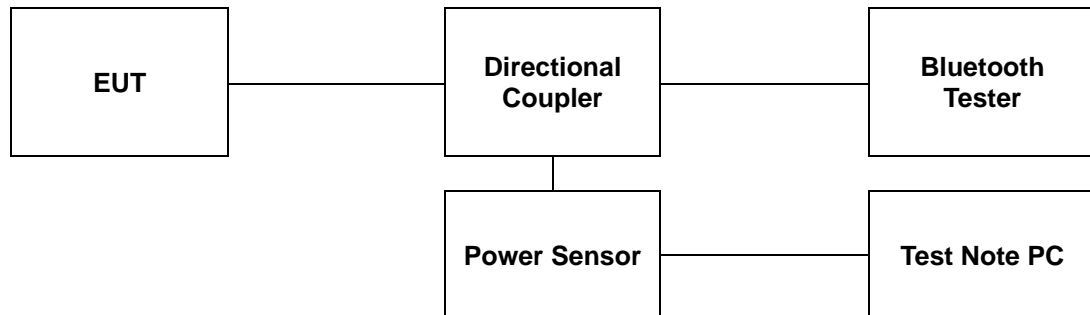 EUT
Directional
Coupler
Bluetooth
Tester
Power Sensor
Test Note PC